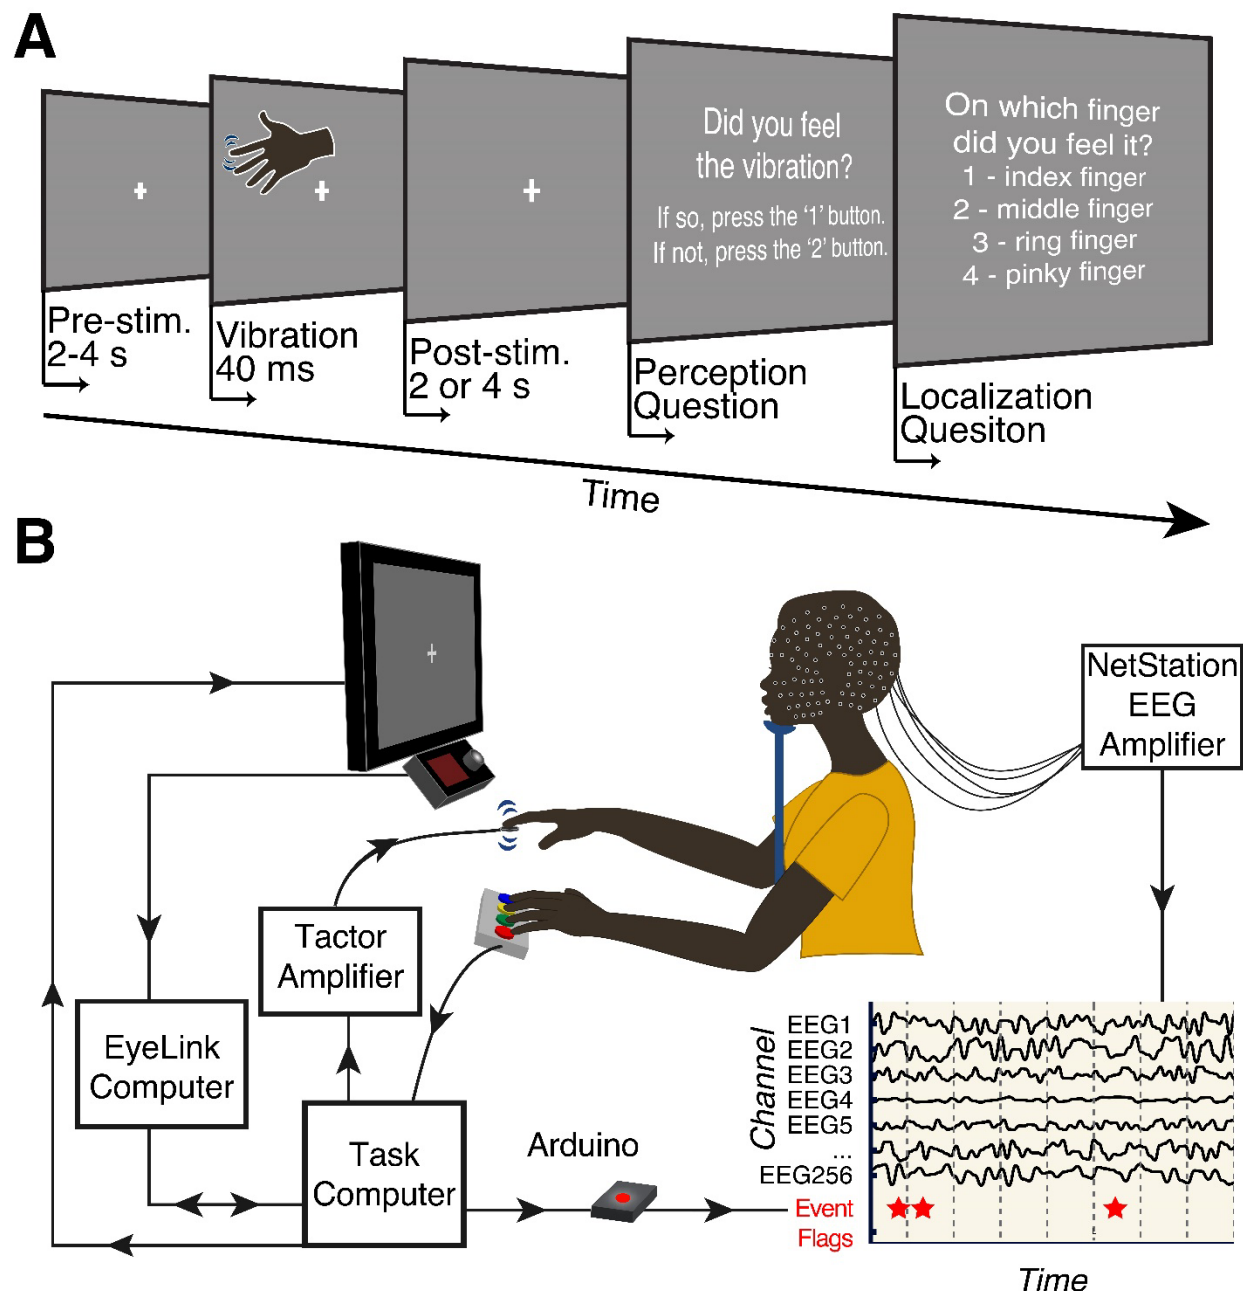 A
Did you feel
the vibration?
If so, press the ‘1’ button.
If not, press the ‘2’ button.
On which finger
did you feel it?
1 - index finger
2 - middle finger
3 - ring finger
4 - pinky finger
Pre-stim.
2-4 s
Vibration
40 ms
Post-stim.
2 or 4 s
Perception
Question
Localization
Quesiton
Time
B
NetStation
EEG
Amplifier
Tactor
Amplifier
EyeLink
Computer
Task
Computer
Arduino
Channel
EEG1
EEG2
EEG3
EEG4
EEG5
...
EEG256
Event
Flags
Time